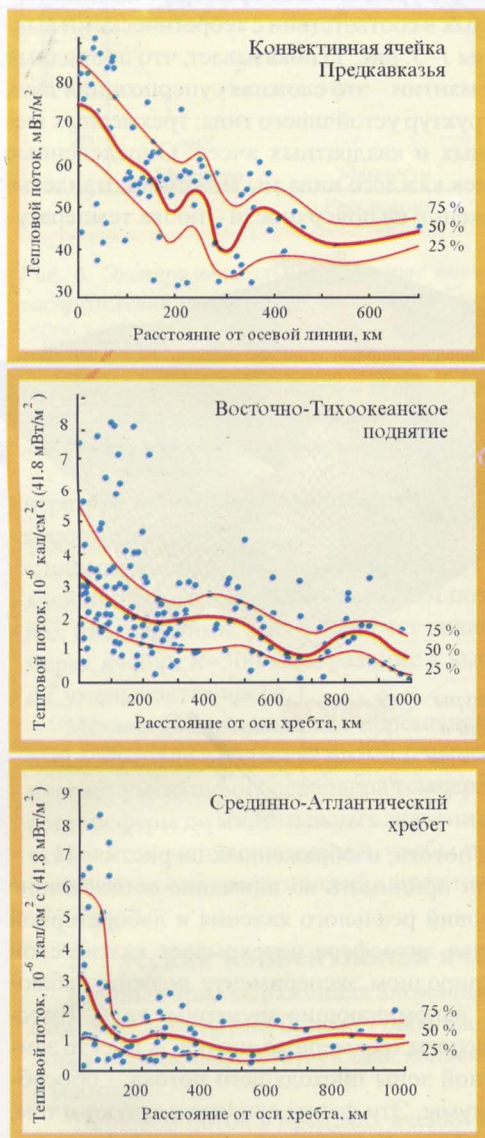 Конвективная ячейка
Предкавказья
Тепловой поток, мВт/м²
80
70
60
50
40
30
75 %
50 %
25 %
0 200 400 600
Расстояние от осевой линии, км
Восточно-Тихоокеанское
поднятие
Тепловой поток, 10⁻⁶ кал/см² с (41.8 мВт/м²)
8
7
6
5
4
3
2
1
0
75 %
50 %
25 %
200 400 600 800 1000
Расстояние от оси хребта, км
Срединно-Атлантический
хребет
Тепловой поток, 10⁻⁶ кал/см² с (41.8 мВт/м²)
9
8
7
6
5
4
3
2
1
0
75 %
50 %
25 %
200 400 600 800 1000
Расстояние от оси хребта, км